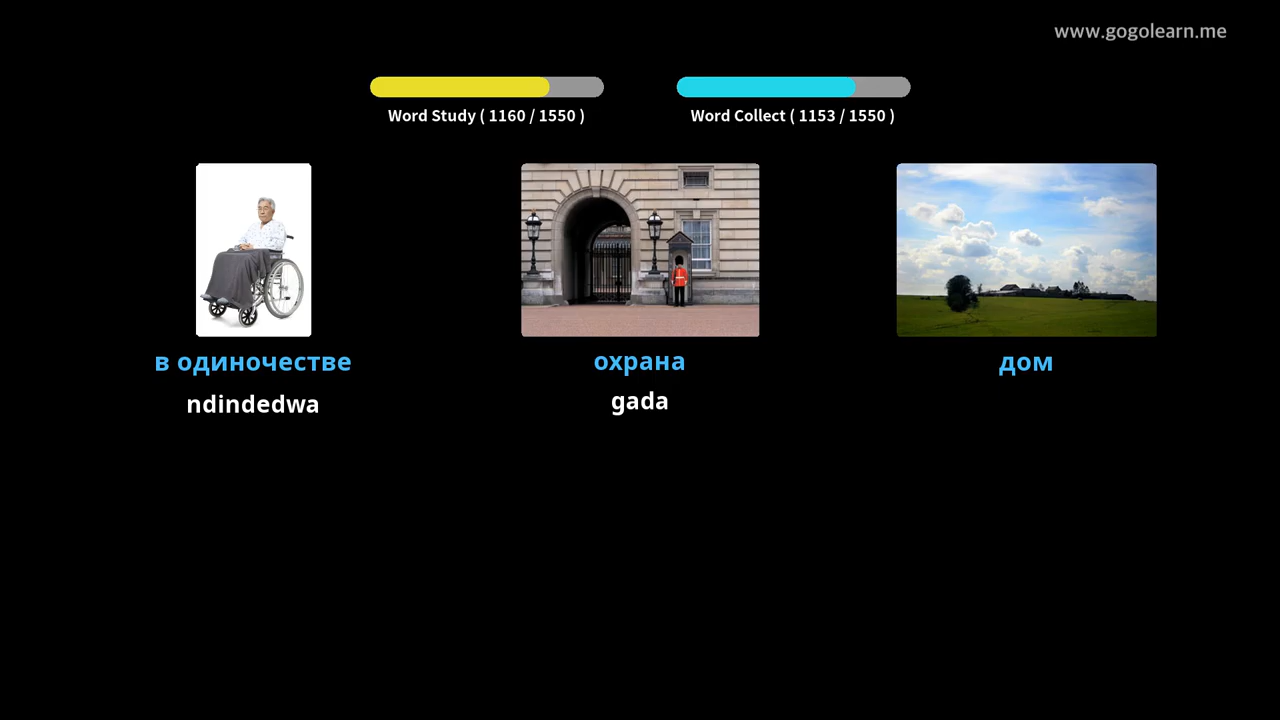 www.gogolearn.me
Word Study ( 1160 / 1550 )
Word Collect ( 1153 / 1550 )
в одиночестве
ndindedwa
охрана
gada
дом